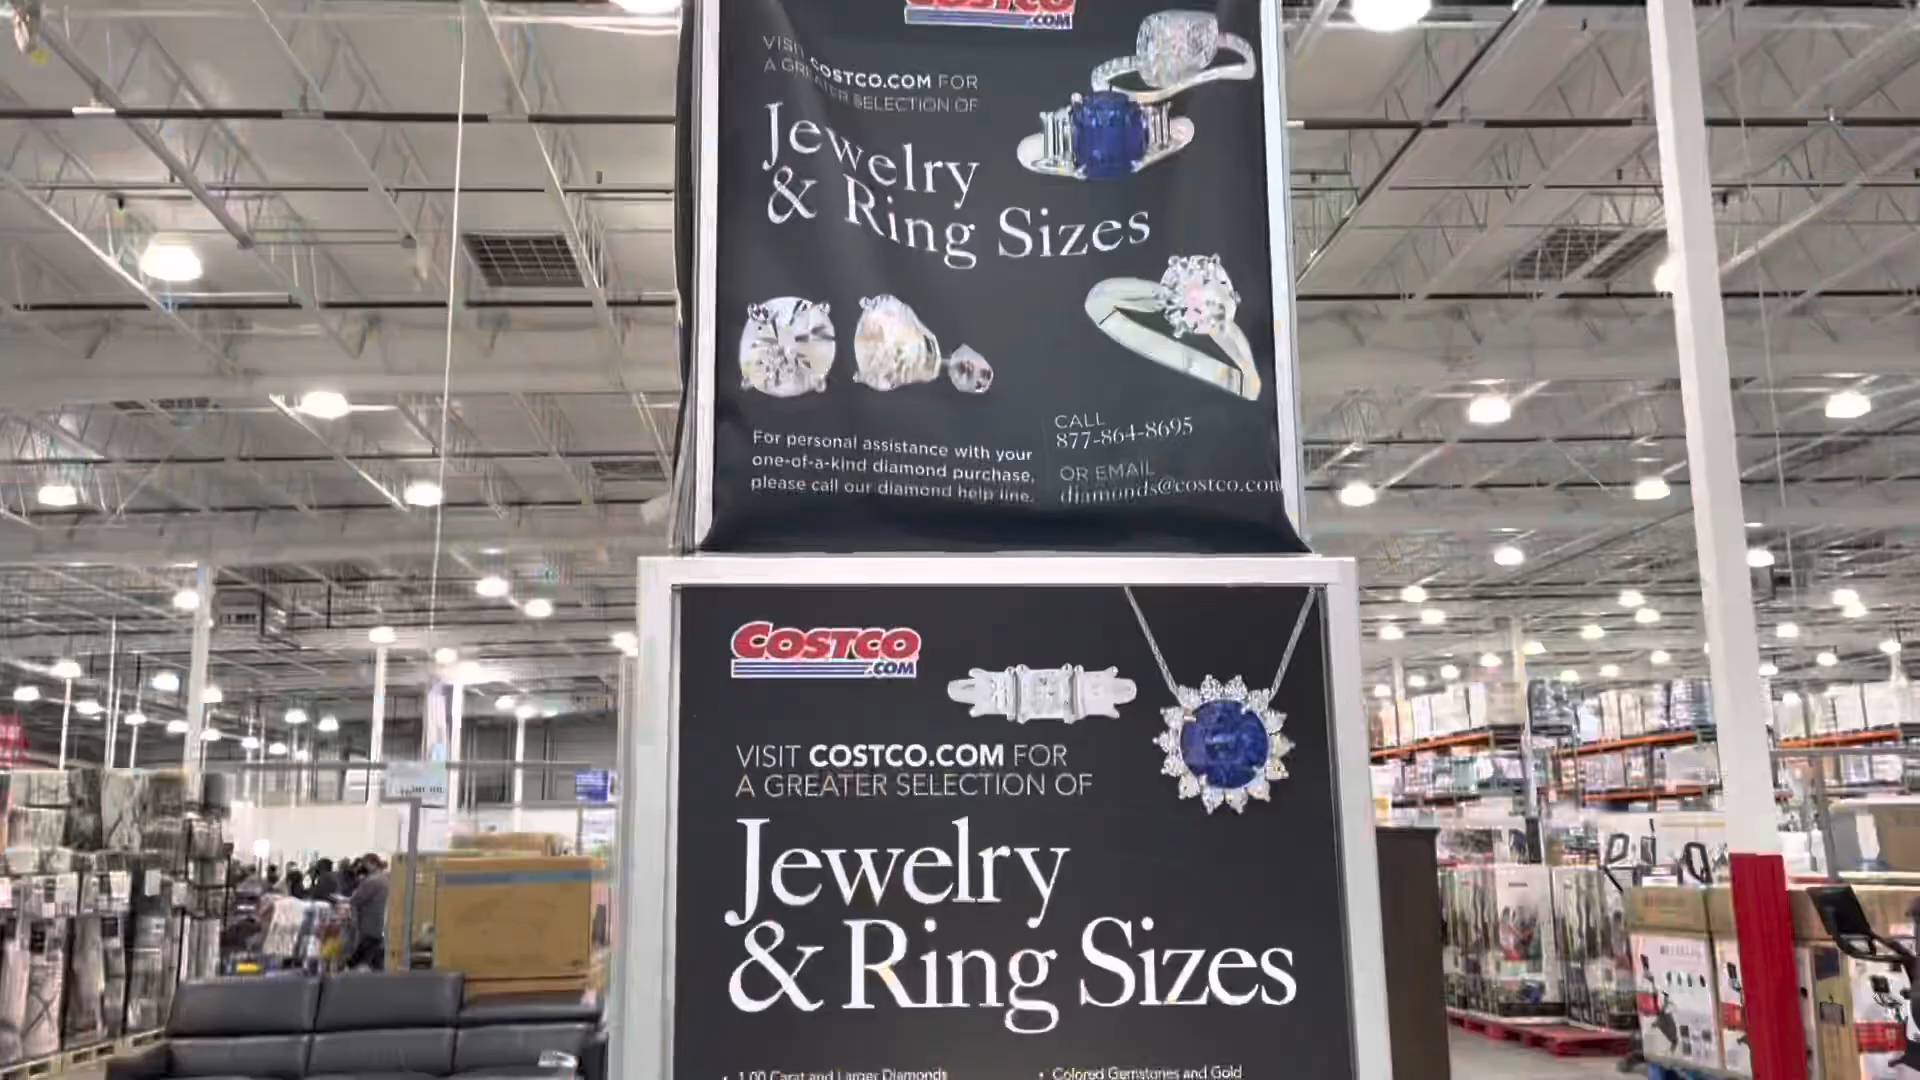 COSTCO
.COM
VISIT COSTCO.COM FOR
A GREATER SELECTION OF
Jewelry
& Ring Sizes
For personal assistance with your
one-of-a-kind diamond purchase,
please call our diamond help line.
CALL
877-864-8695
OR EMAIL
diamonds@costco.com
COSTCO
.COM
VISIT COSTCO.COM FOR
A GREATER SELECTION OF
Jewelry
& Ring Sizes
• 1.00 Carat and Larger Diamonds
• Colored Gemstones and Gold